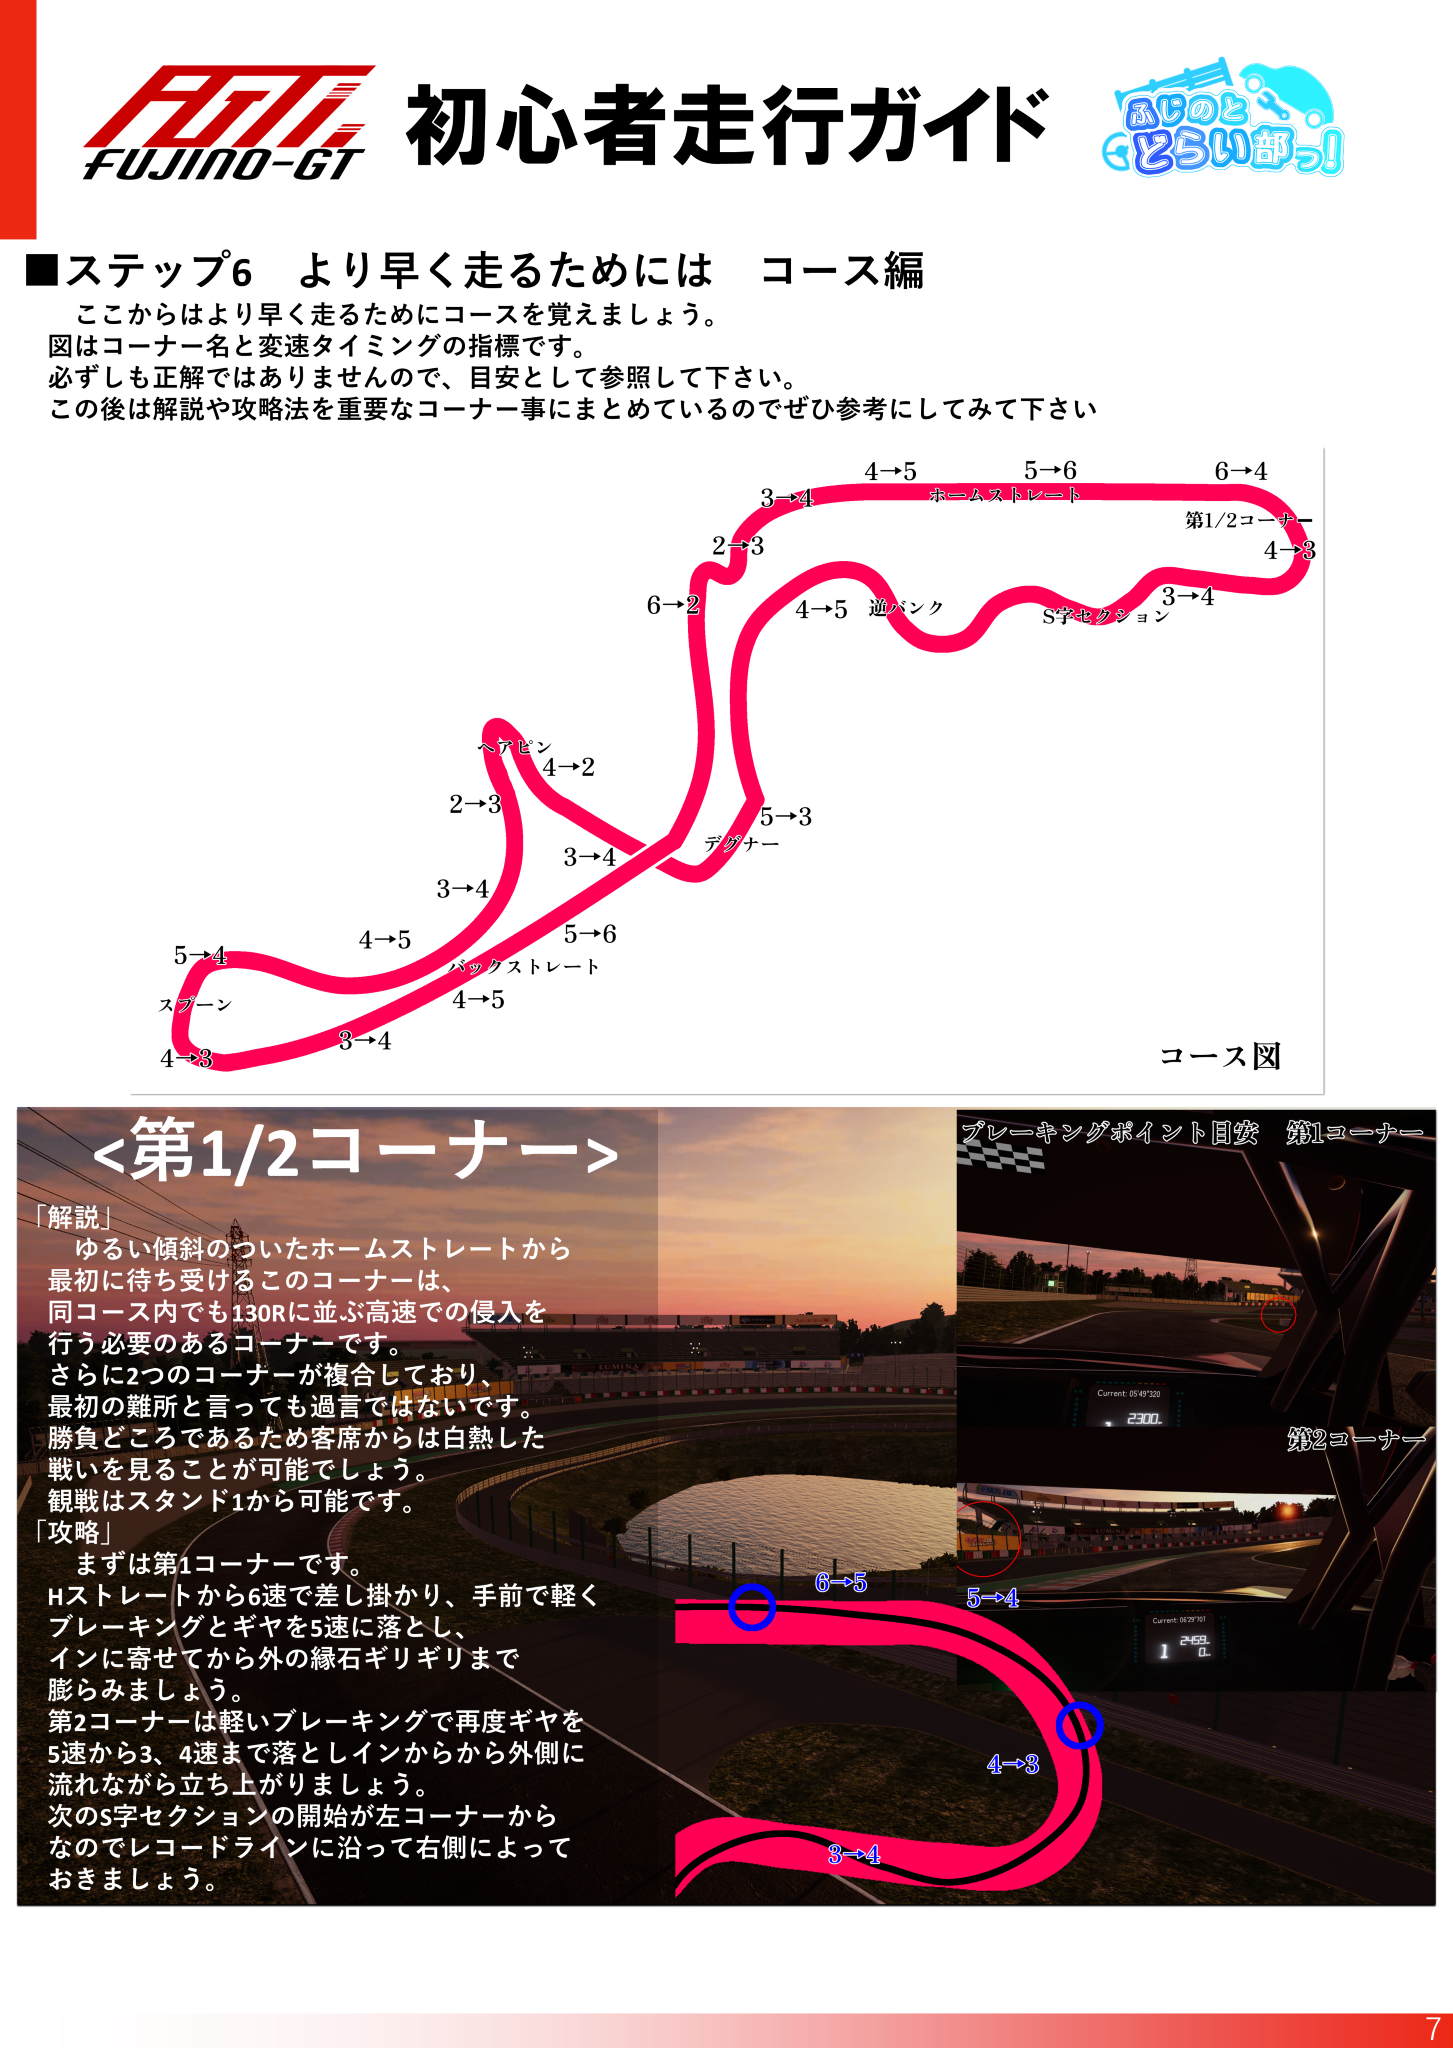 FUJINO-GT
初心者走行ガイド
ふじのと
どらい部っ!
■ステップ6　より早く走るためには　コース編
ここからはより早く走るためにコースを覚えましょう。
図はコーナー名と変速タイミングの指標です。
必ずしも正解ではありませんので、目安として参照して下さい。
この後は解説や攻略法を重要なコーナー事にまとめているのでぜひ参考にしてみて下さい
4→5
5→6
6→4
3→4
ホームストレート
第1/2コーナー
2→3
4→3
6→2
4→5
逆バンク
S字セクション
3→4
ヘアピン
4→2
2→3
5→3
デグナー
3→4
3→4
4→5
5→6
5→4
バックストレート
スプーン
4→5
3→4
4→3
コース図
<第1/2コーナー>
ブレーキングポイント目安　第1コーナー
「解説」
ゆるい傾斜のついたホームストレートから
最初に待ち受けるこのコーナーは、
同コース内でも130Rに並ぶ高速での侵入を
行う必要のあるコーナーです。
さらに2つのコーナーが複合しており、
最初の難所と言っても過言ではないです。
勝負どころであるため客席からは白熱した
戦いを見ることが可能でしょう。
観戦はスタンド1から可能です。
「攻略」
まずは第1コーナーです。
Hストレートから6速で差し掛かり、手前で軽く
ブレーキングとギヤを5速に落とし、
インに寄せてから外の縁石ギリギリまで
膨らみましょう。
第2コーナーは軽いブレーキングで再度ギヤを
5速から3、4速まで落としインからから外側に
流れながら立ち上がりましょう。
次のS字セクションの開始が左コーナーから
なのでレコードラインに沿って右側によって
おきましょう。
Current: 05'49"320
2300
第2コーナー
LUMINA
Current: 06'29"707
1
2459
0
6→5
5→4
4→3
3→4
7